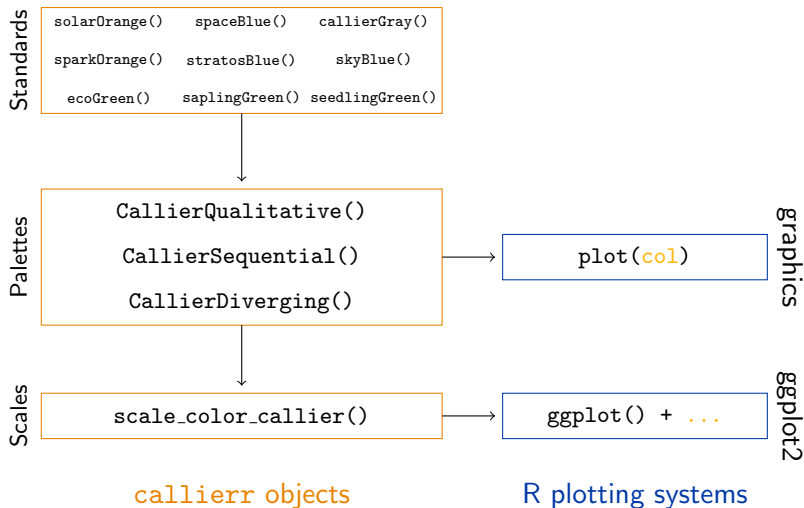 Standards
solarOrange() spaceBlue() callierGray()
sparkOrange() stratosBlue() skyBlue()
ecoGreen() saplingGreen() seedlingGreen()
Palettes
CallierQualitative()
CallierSequential()
CallierDiverging()
plot(col)
graphics
Scales
scale_color_callier()
ggplot() + ...
ggplot2
callierr objects
R plotting systems